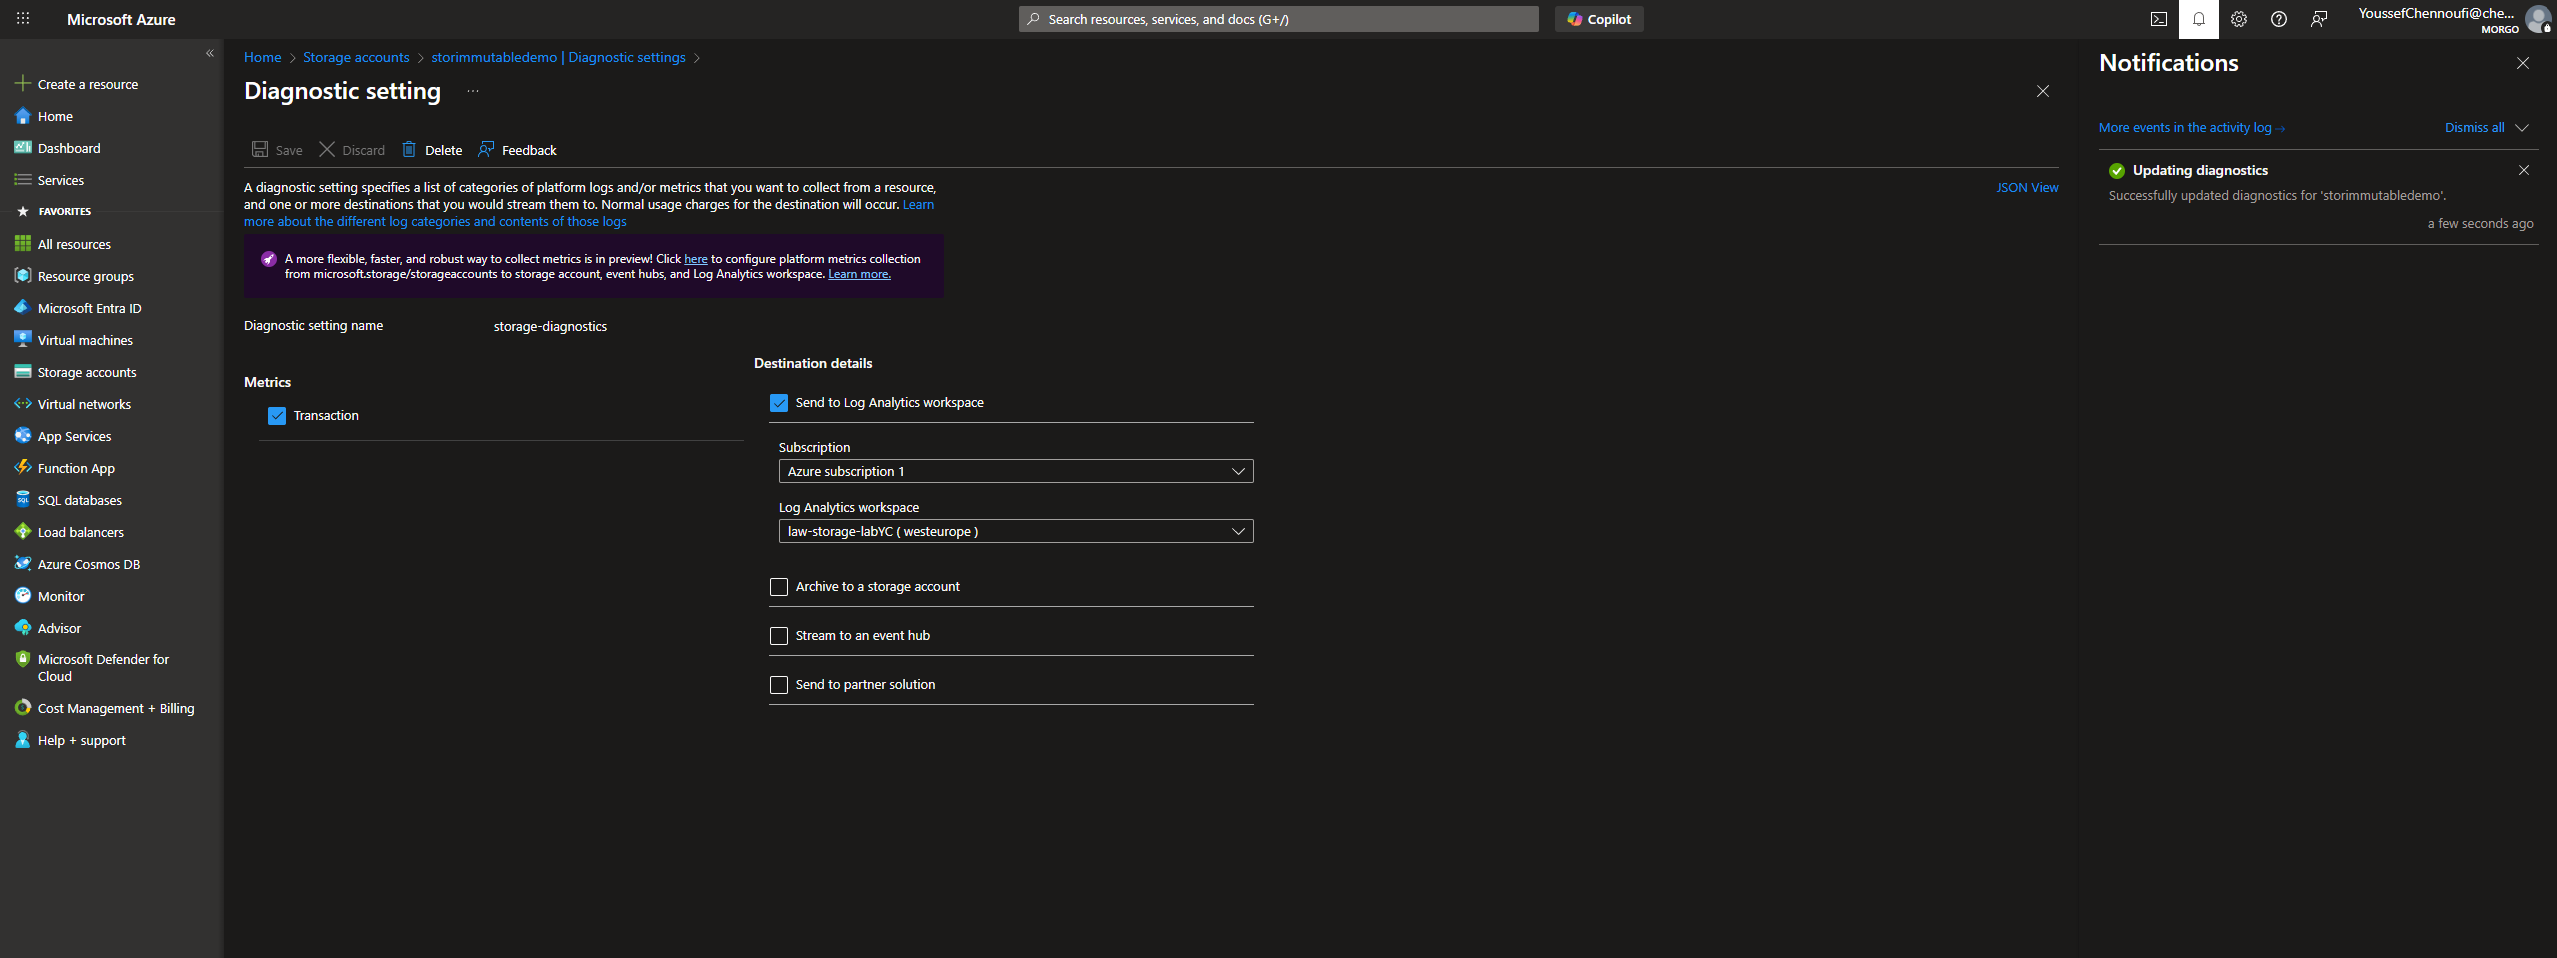 Microsoft Azure
Search resources, services, and docs (G+/)
Copilot
YoussefChennoufi@che...
MORGO
Create a resource
Home
Dashboard
Services
FAVORITES
All resources
Resource groups
Microsoft Entra ID
Virtual machines
Storage accounts
Virtual networks
App Services
Function App
SQL databases
Load balancers
Azure Cosmos DB
Monitor
Advisor
Microsoft Defender for
Cloud
Cost Management + Billing
Help + support
Home > Storage accounts > storimmutabledemo | Diagnostic settings >
Diagnostic setting ...
Save Discard Delete Feedback
A diagnostic setting specifies a list of categories of platform logs and/or metrics that you want to collect from a resource,
and one or more destinations that you would stream them to. Normal usage charges for the destination will occur. Learn
more about the different log categories and contents of those logs
JSON View
A more flexible, faster, and robust way to collect metrics is in preview! Click here to configure platform metrics collection
from microsoft.storage/storageaccounts to storage account, event hubs, and Log Analytics workspace. Learn more.
Diagnostic setting name storage-diagnostics
Metrics
Transaction
Destination details
Send to Log Analytics workspace
Subscription
Azure subscription 1
Log Analytics workspace
law-storage-labYC ( westeurope )
Archive to a storage account
Stream to an event hub
Send to partner solution
Notifications
More events in the activity log → Dismiss all
Updating diagnostics
Successfully updated diagnostics for 'storimmutabledemo'.
a few seconds ago